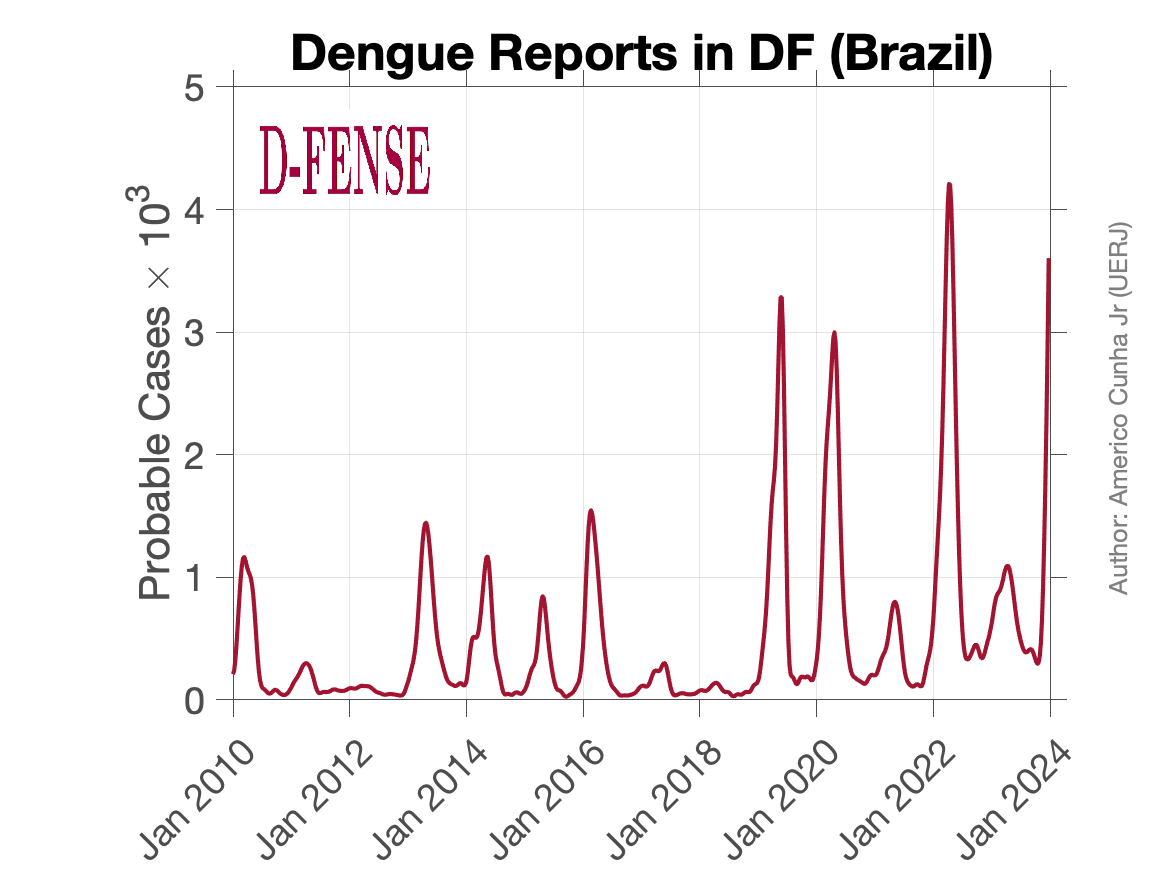 Dengue Reports in DF (Brazil)
D-FENSE
Probable Cases × 10³
5
4
3
2
1
0
Jan 2010
Jan 2012
Jan 2014
Jan 2016
Jan 2018
Jan 2020
Jan 2022
Jan 2024
Author: Americo Cunha Jr (UERJ)